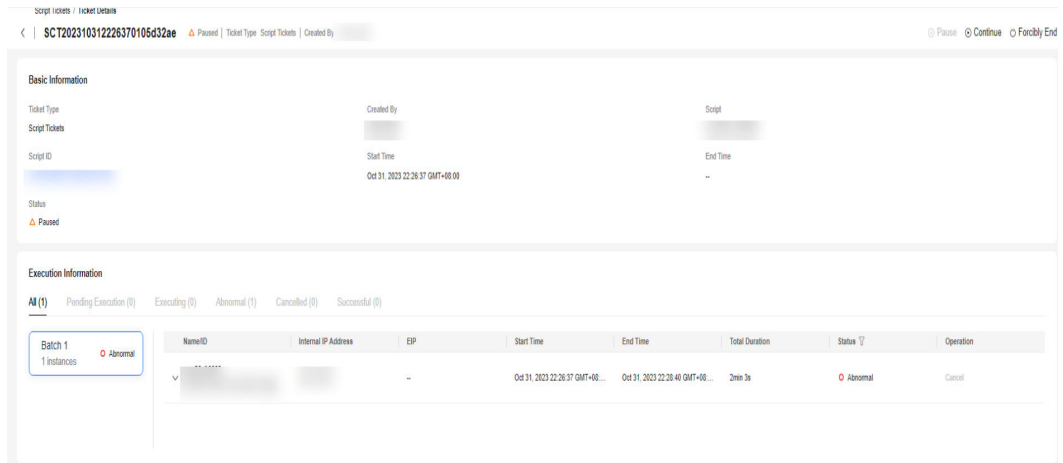 Script Tickets / Ticket Details
SCT202310312226370105d32ae Paused | Ticket Type Script Tickets | Created By
Pause Continue Forcibly End
Basic Information
Ticket Type Created By Script
Script Tickets
Script ID Start Time End Time
Oct 31, 2023 22:26:37 GMT+08:00 --
Status
Paused
Execution Information
All (1) Pending Execution (0) Executing (0) Abnormal (1) Cancelled (0) Successful (0)
Batch 1
1 instances
Abnormal
Name/ID Internal IP Address EIP Start Time End Time Total Duration Status Operation
-- Oct 31, 2023 22:26:37 GMT+08:... Oct 31, 2023 22:28:40 GMT+08:... 2min 3s Abnormal Cancel